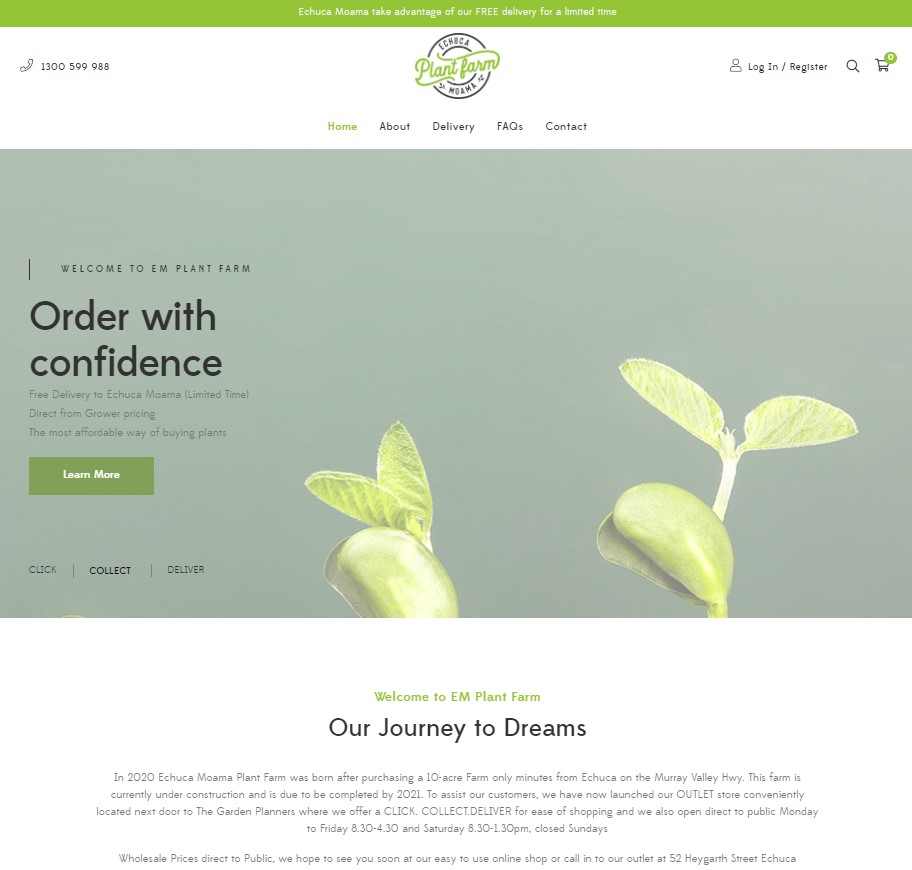 Echuca Moama take advantage of our FREE delivery for a limited time
1300 599 988
ECHUCA
Plant farm
MOAMA
Log In / Register
0
Home About Delivery FAQs Contact
WELCOME TO EM PLANT FARM
Order with
confidence
Free Delivery to Echuca Moama (Limited Time)
Direct from Grower pricing
The most affordable way of buying plants
Learn More
CLICK COLLECT DELIVER
Welcome to EM Plant Farm
Our Journey to Dreams
In 2020 Echuca Moama Plant Farm was born after purchasing a 10-acre Farm only minutes from Echuca on the Murray Valley Hwy. This farm is
currently under construction and is due to be completed by 2021. To assist our customers, we have now launched our OUTLET store conveniently
located next door to The Garden Planners where we offer a CLICK. COLLECT.DELIVER for ease of shopping and we also open direct to public Monday
to Friday 8.30-4.30 and Saturday 8.30-1.30pm, closed Sundays
Wholesale Prices direct to Public, we hope to see you soon at our easy to use online shop or call in to our outlet at 52 Heygarth Street Echuca